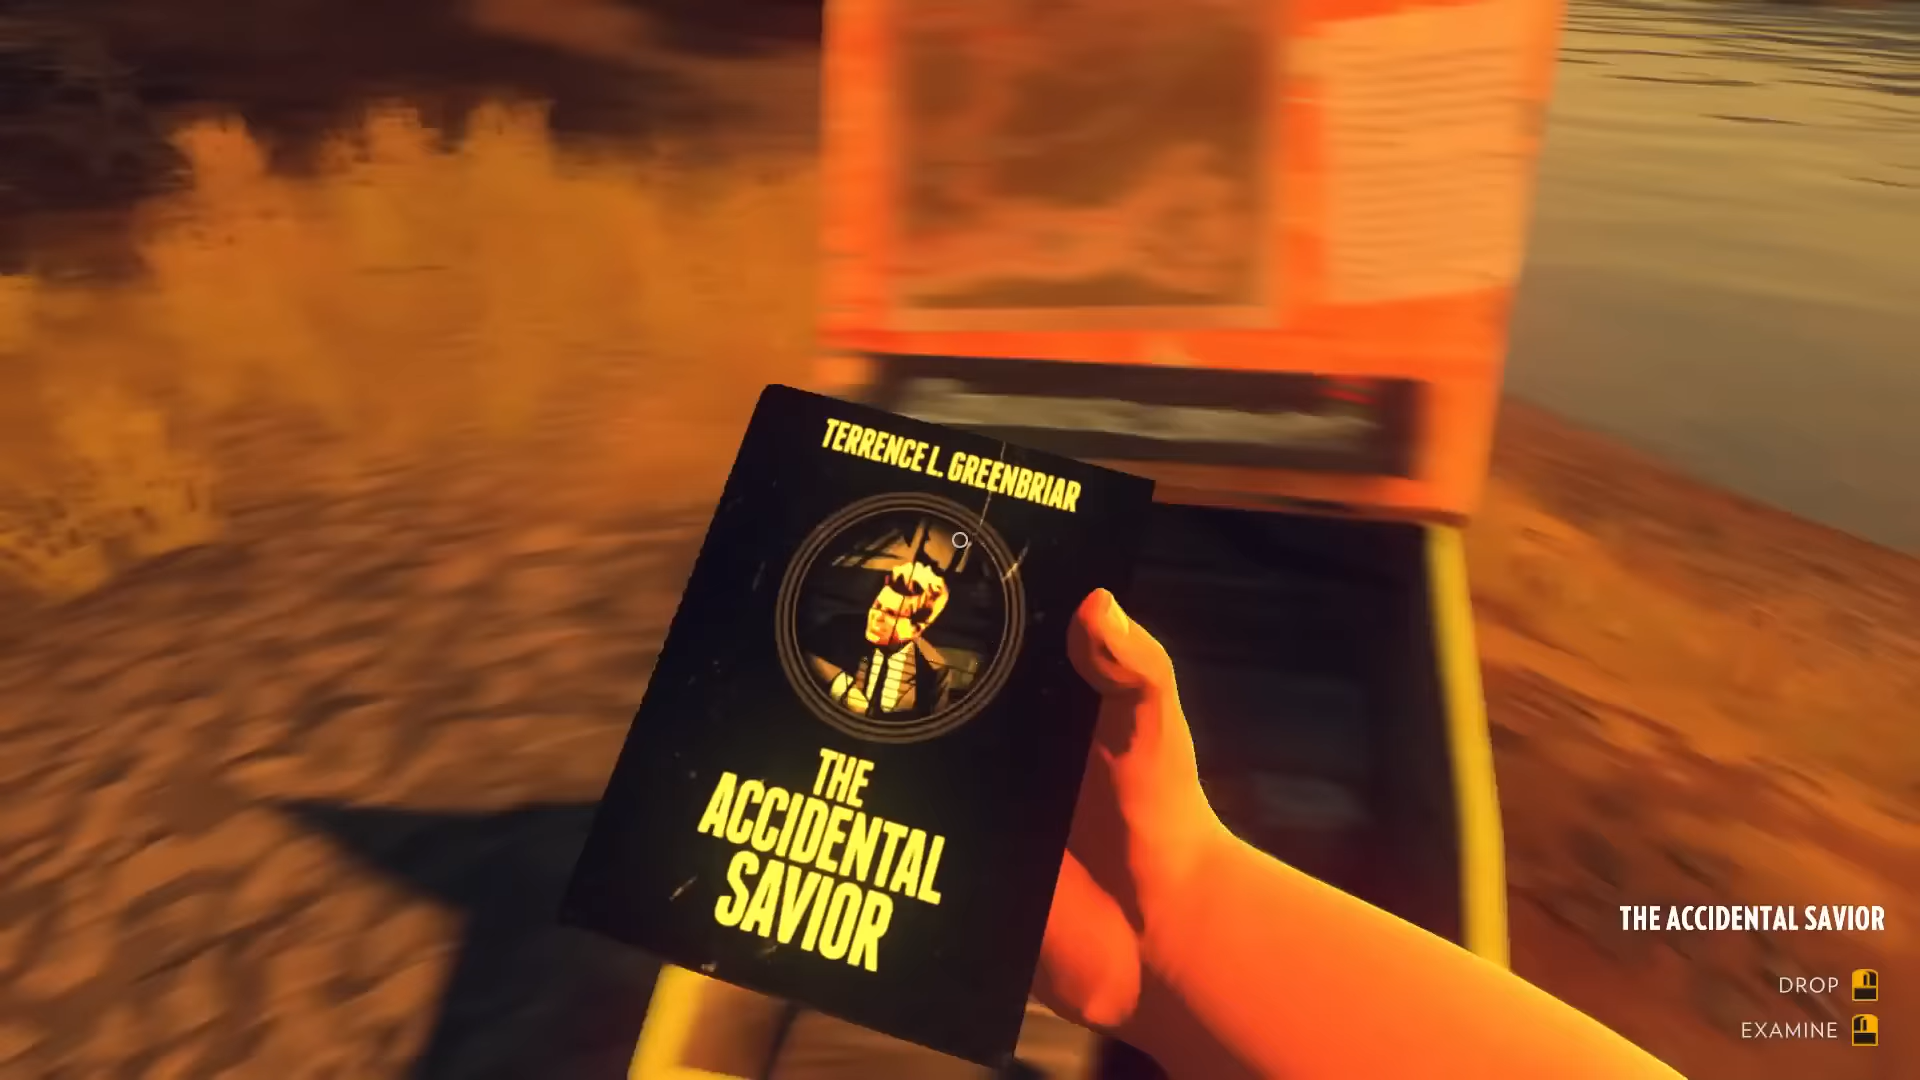 TERRENCE L. GREENBRIAR
THE
ACCIDENTAL
SAVIOR
THE ACCIDENTAL SAVIOR
DROP
EXAMINE